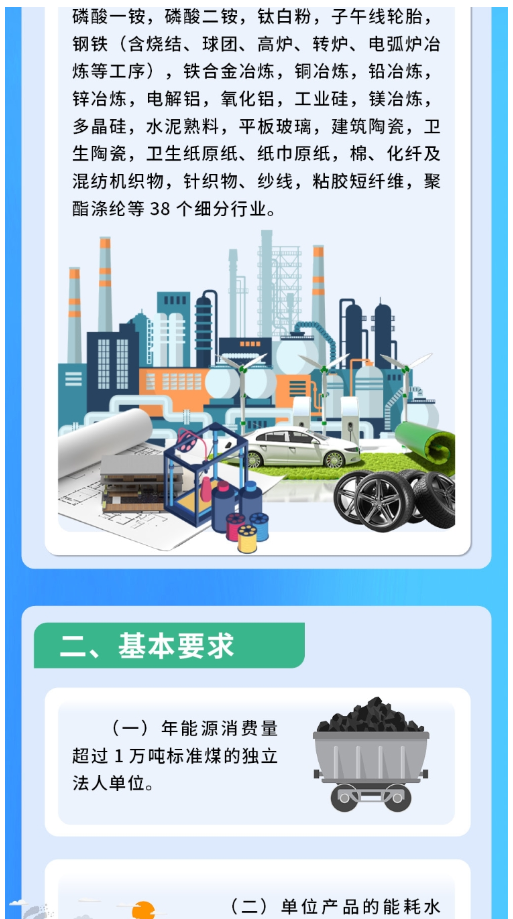 磷酸一铵，磷酸二铵，钛白粉，子午线轮胎，
钢铁（含烧结、球团、高炉、转炉、电弧炉冶
炼等工序），铁合金冶炼，铜冶炼，铅冶炼，
锌冶炼，电解铝，氧化铝，工业硅，镁冶炼，
多晶硅，水泥熟料，平板玻璃，建筑陶瓷，卫
生陶瓷，卫生纸原纸、纸巾原纸，棉、化纤及
混纺机织物，针织物、纱线，粘胶短纤维，聚
酯涤纶等 38 个细分行业。
二、基本要求
（一）年能源消费量
超过 1 万吨标准煤的独立
法人单位。
（二）单位产品的能耗水